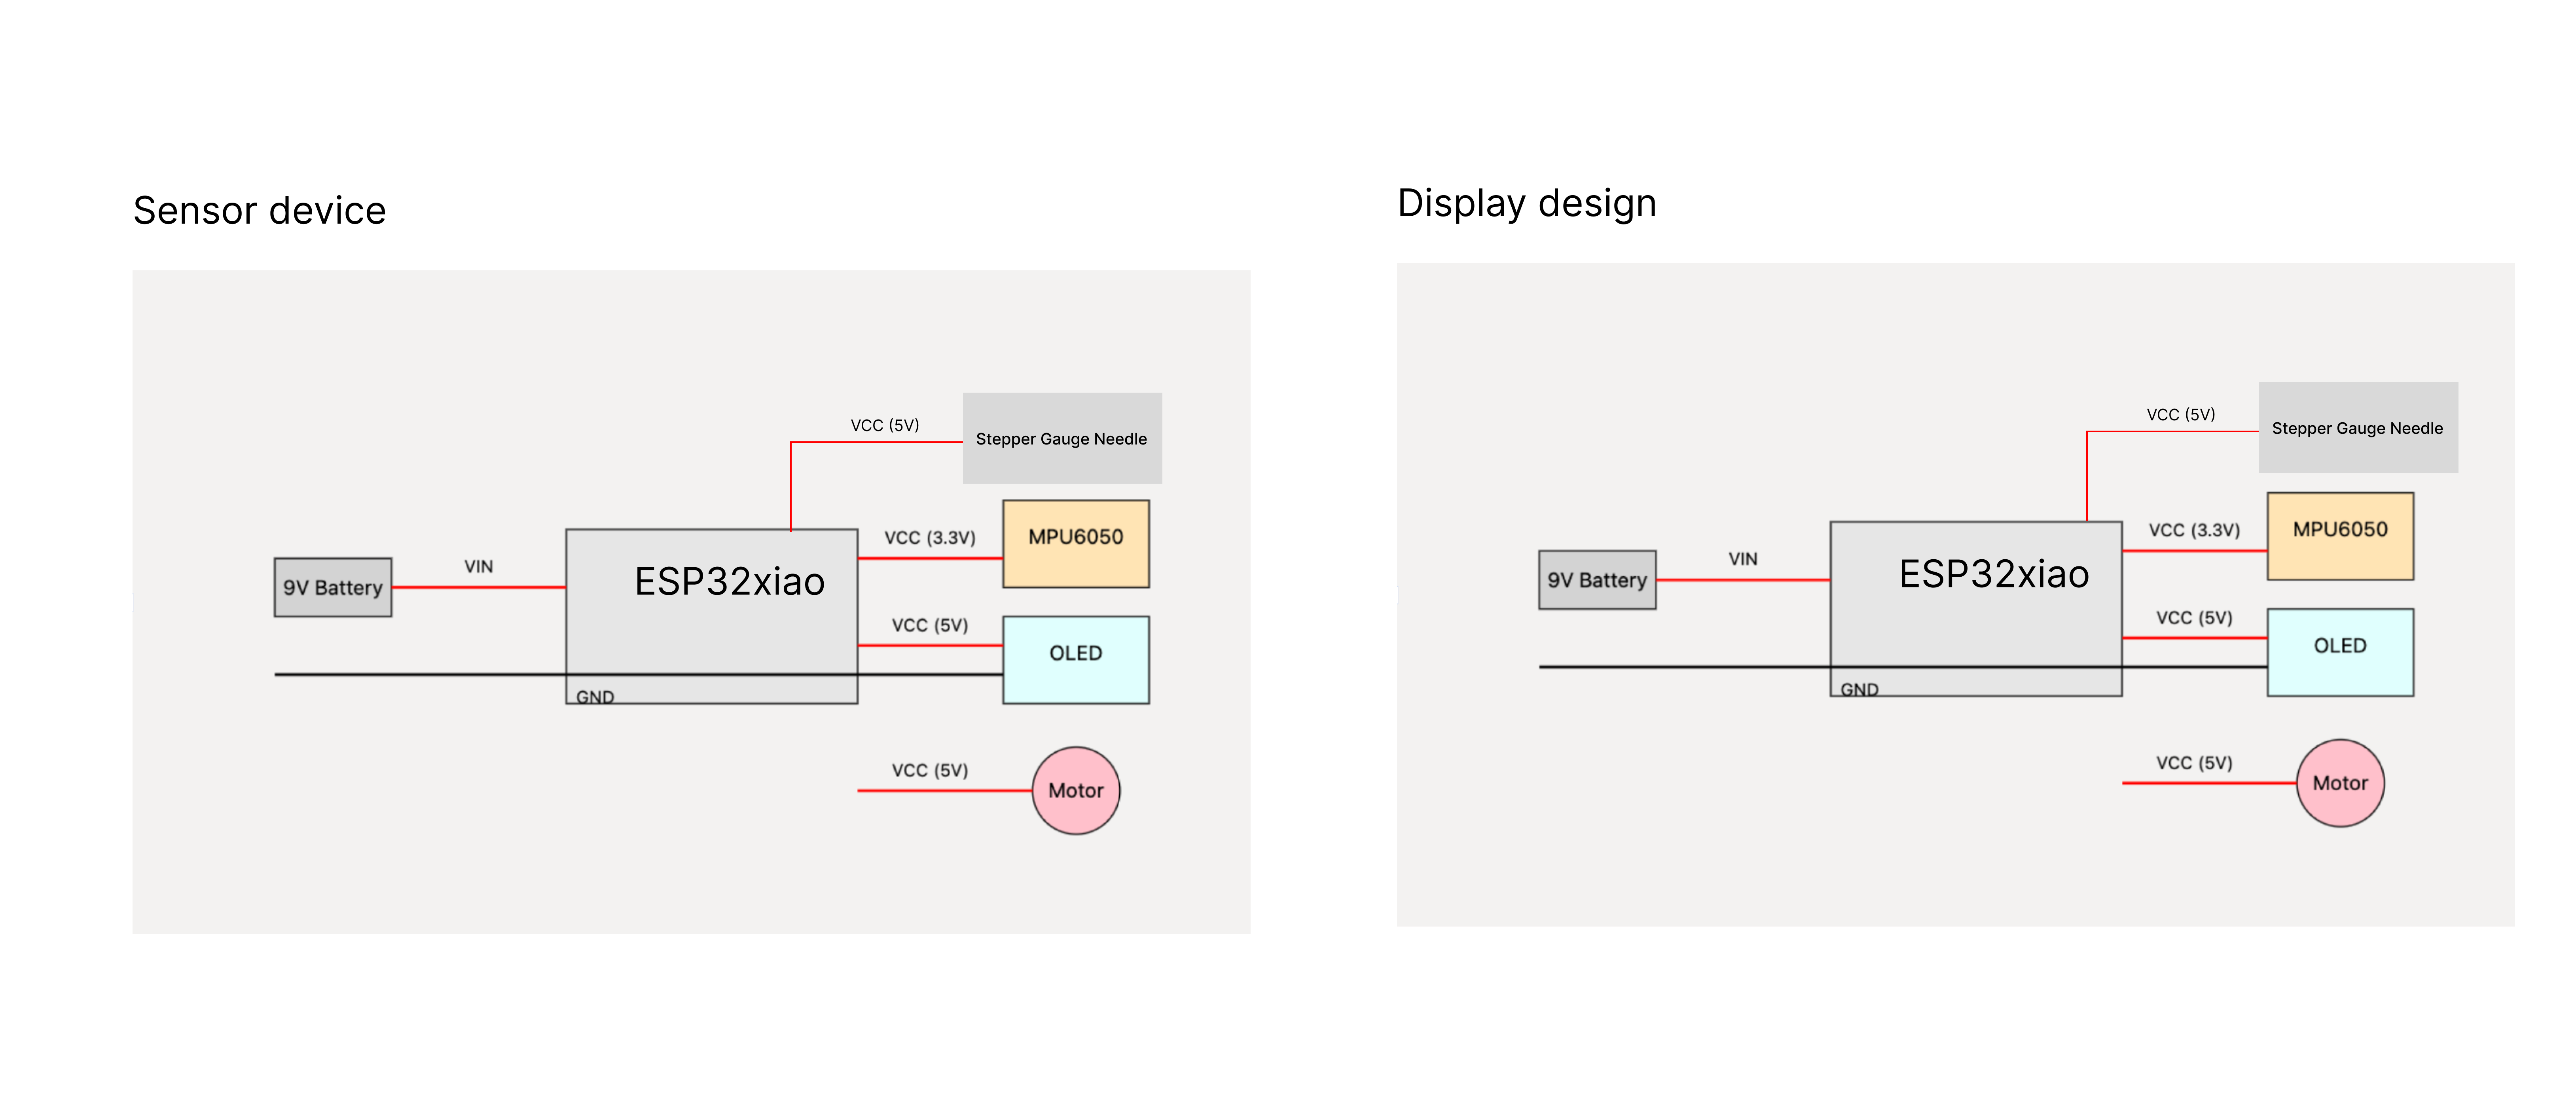 Sensor device
VCC (5V)
Stepper Gauge Needle
VCC (3.3V)
MPU6050
VIN
ESP32xiao
9V Battery
VCC (5V)
OLED
GND
VCC (5V)
Motor
Display design
VCC (5V)
Stepper Gauge Needle
VCC (3.3V)
MPU6050
VIN
ESP32xiao
9V Battery
VCC (5V)
OLED
GND
VCC (5V)
Motor